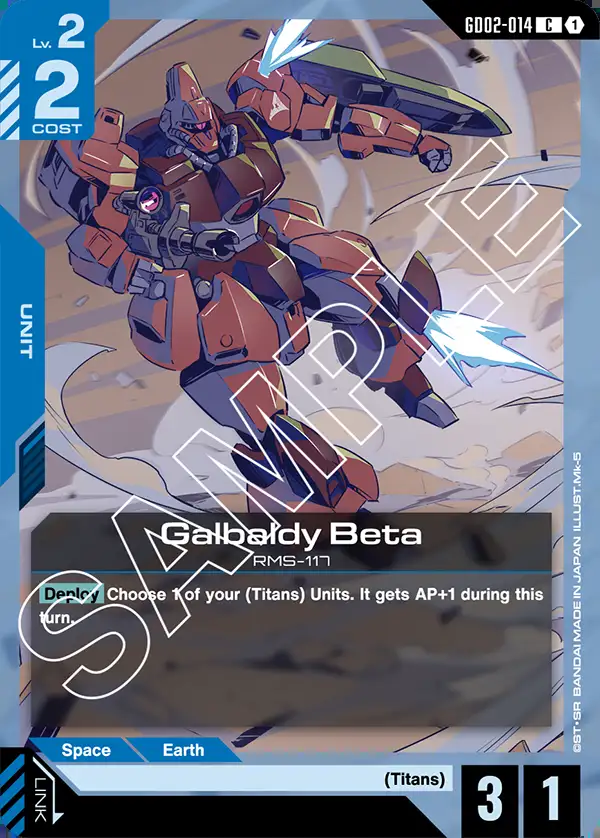 Lv. 2
2
COST
GD02-014 C 1
UNIT
SAMPLE
Galbaldy Beta
RMS-117
Deploy Choose 1 of your (Titans) Units. It gets AP+1 during this
turn.
Space Earth
LINK
(Titans)
3 1
©ST・SR BANDAI MADE IN JAPAN ILLUST.Mk-5